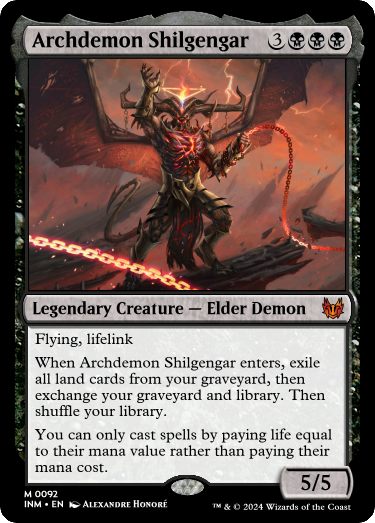 Archdemon Shilgengar 3
Legendary Creature — Elder Demon
Flying, lifelink
When Archdemon Shilgengar enters, exile
all land cards from your graveyard, then
exchange your graveyard and library. Then
shuffle your library.
You can only cast spells by paying life equal
to their mana value rather than paying their
mana cost.
5/5
M 0092
INM • EN Alexandre Honoré
™ & © 2024 Wizards of the Coast